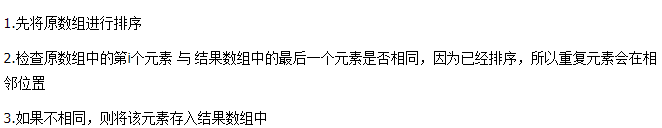 1.先将原数组进行排序
2.检查原数组中的第i个元素 与 结果数组中的最后一个元素是否相同，因为已经排序，所以重复元素会在相
邻位置
3.如果不相同，则将该元素存入结果数组中